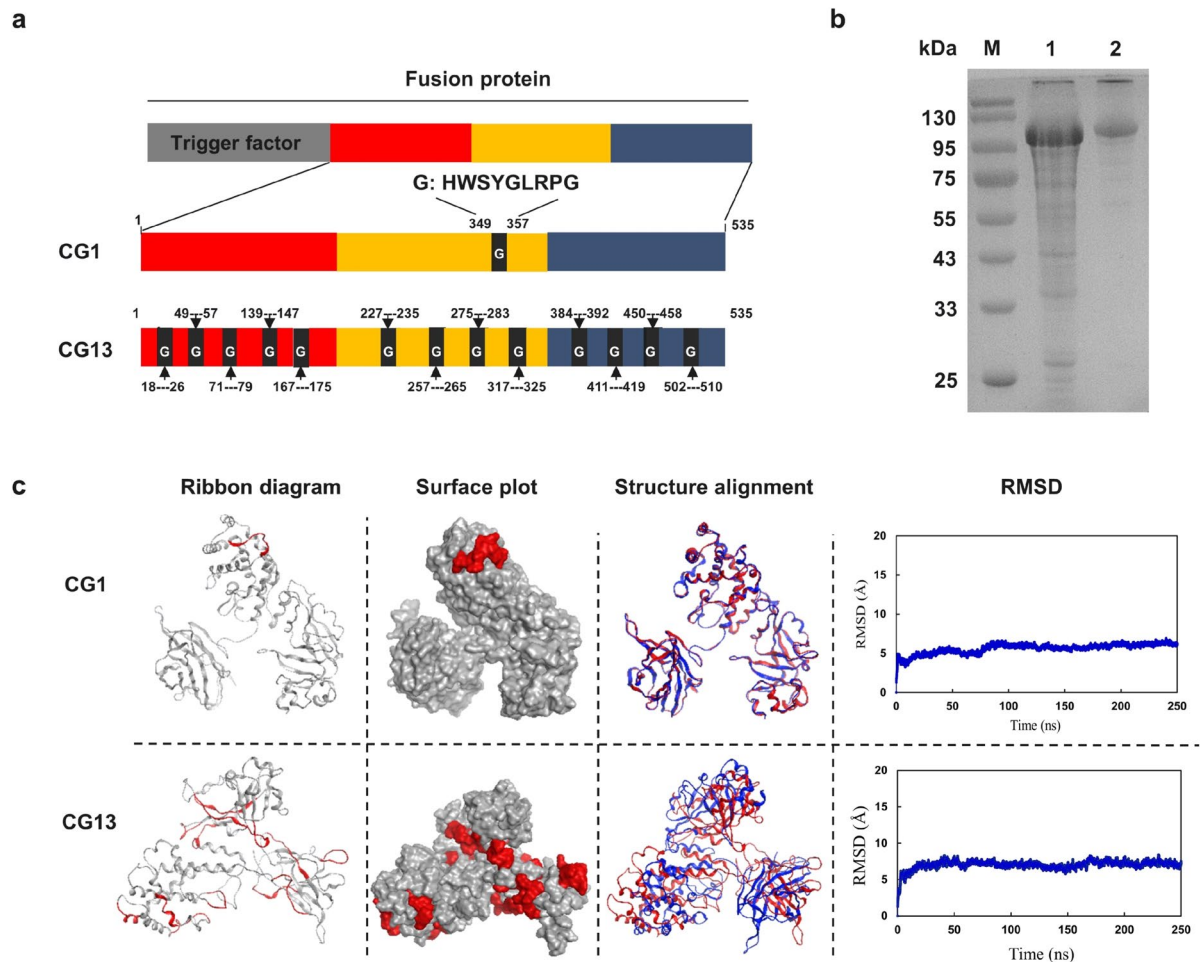 a
Fusion protein
Trigger factor
G: HWSYGLRPG
1
349
357
535
CG1
G
1
49---57
139---147
227---235
275---283
384---392
450---458
535
CG13
G G G G G G G G G G G G G
18---26
71---79
167---175
257---265
317---325
411---419
502---510
b
kDa M 1 2
130
95
75
55
43
33
25
c
Ribbon diagram Surface plot Structure alignment RMSD
CG1
RMSD (Å)
20
15
10
5
0
0 50 100 150 200 250
Time (ns)
CG13
RMSD (Å)
20
15
10
5
0
0 50 100 150 200 250
Time (ns)